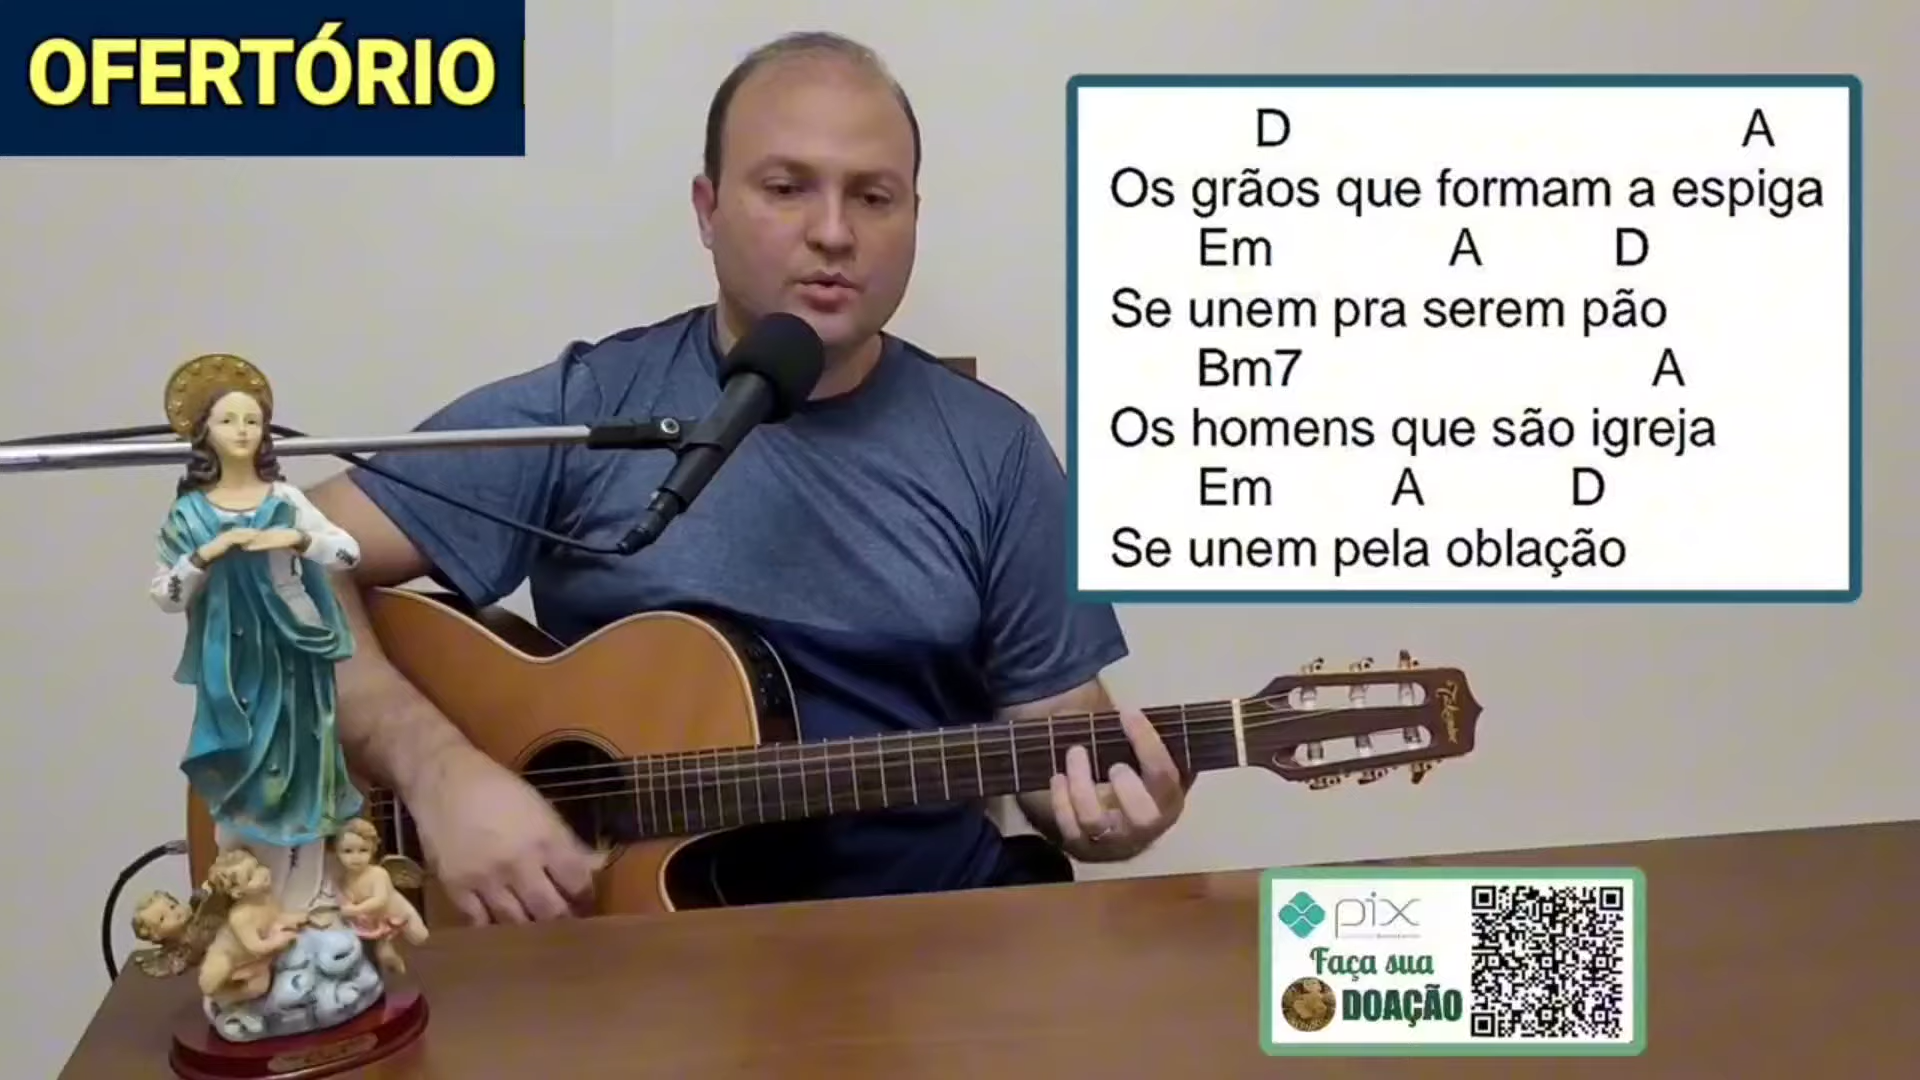 OFERTÓRIO
D A
Os grãos que formam a espiga
Em A D
Se unem pra serem pão
Bm7 A
Os homens que são igreja
Em A D
Se unem pela oblação
pix
Faça sua
DOAÇÃO